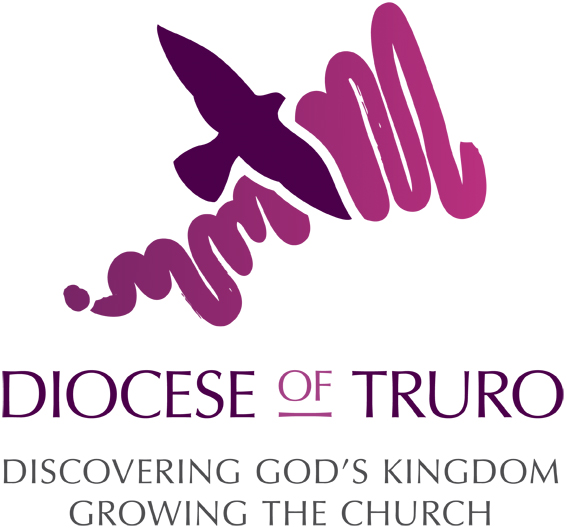 DIOCESE OF TRURO
DISCOVERING GOD'S KINGDOM
GROWING THE CHURCH